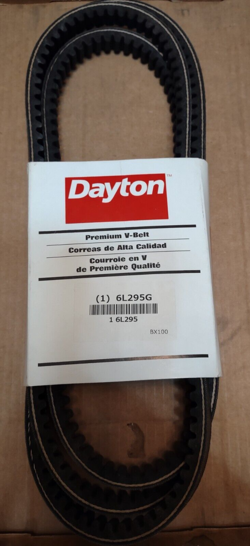 Dayton
Premium V-Belt
Correas de Alta Calidad
Courroie en V
de Première Qualité
(1) 6L295G
1 6L295
BX100